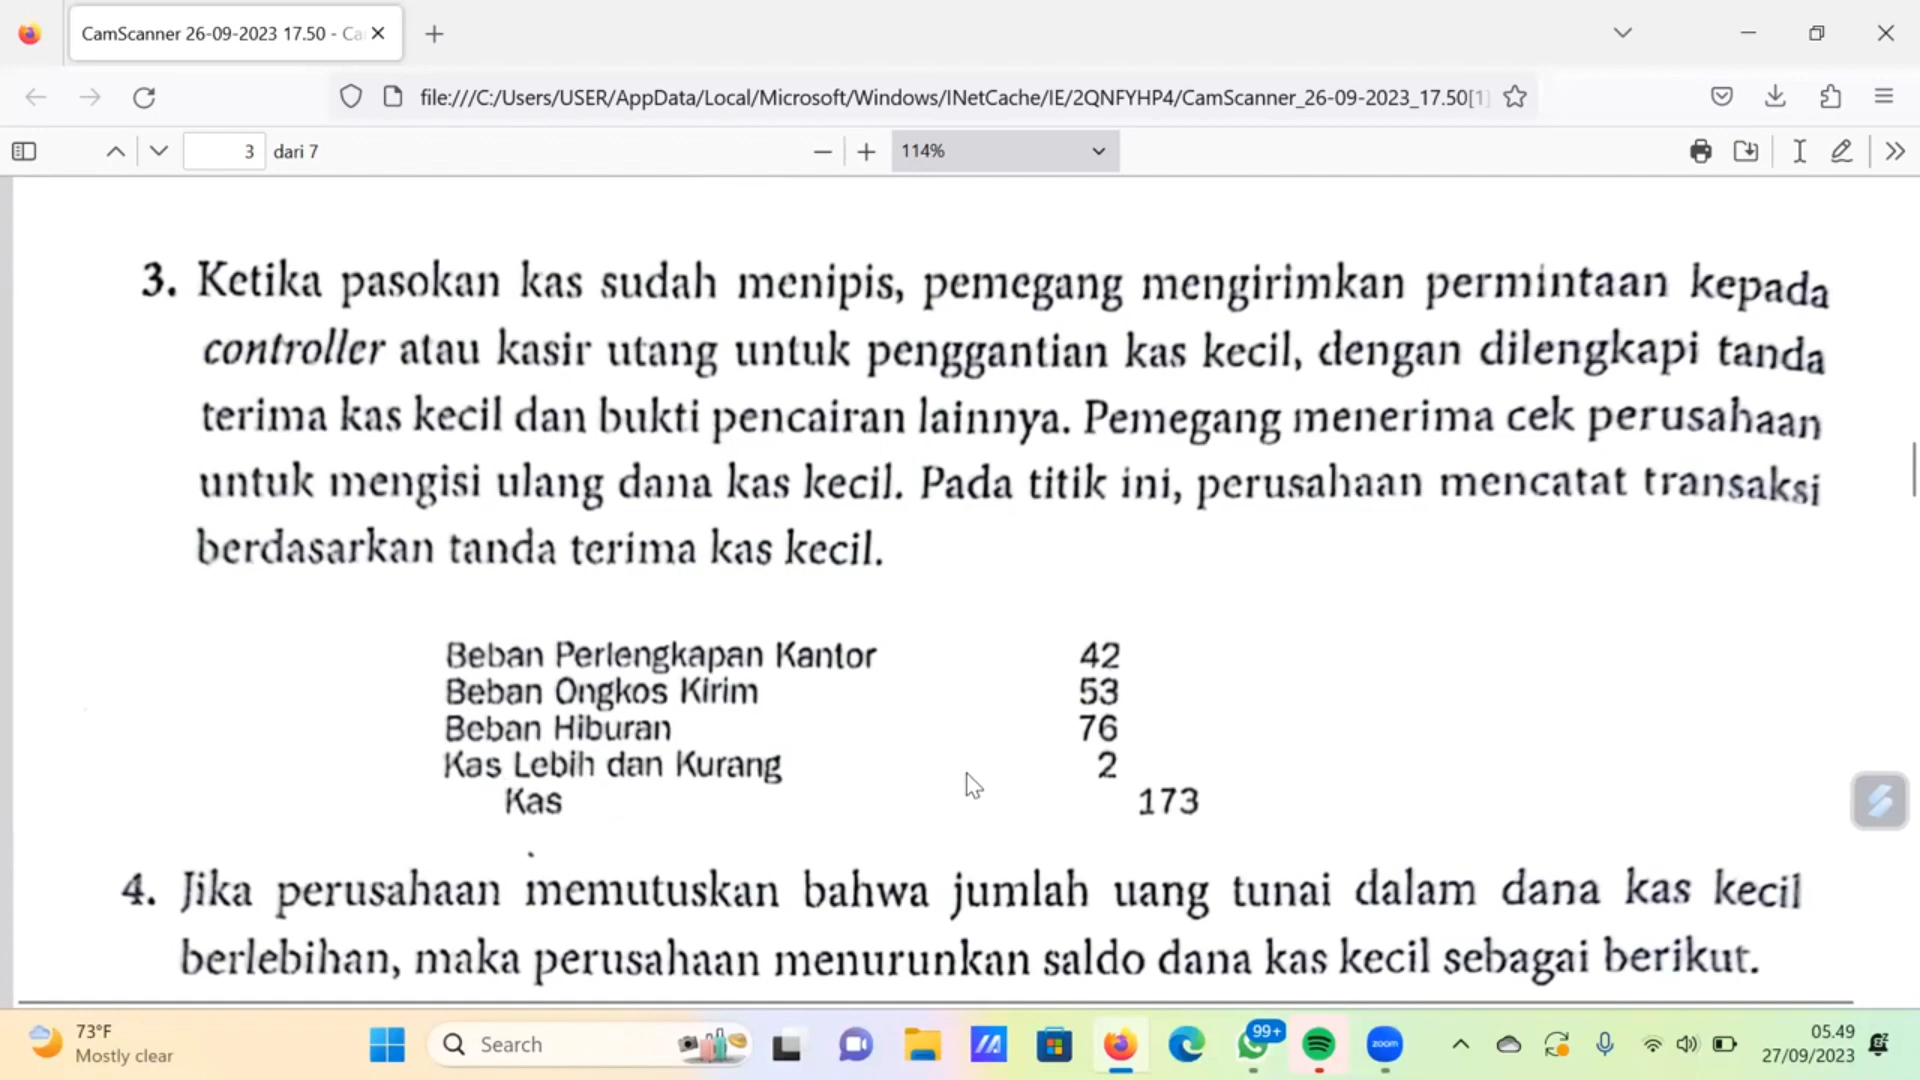 CamScanner 26-09-2023 17.50 - Ca
file:///C:/Users/USER/AppData/Local/Microsoft/Windows/INetCache/IE/2QNFYHP4/CamScanner_26-09-2023_17.50[1]
3 dari 7
114%
3. Ketika pasokan kas sudah menipis, pemegang mengirimkan permintaan kepada
controller atau kasir utang untuk penggantian kas kecil, dengan dilengkapi tanda
terima kas kecil dan bukti pencairan lainnya. Pemegang menerima cek perusahaan
untuk mengisi ulang dana kas kecil. Pada titik ini, perusahaan mencatat transaksi
berdasarkan tanda terima kas kecil.
Beban Perlengkapan Kantor 42
Beban Ongkos Kirim 53
Beban Hiburan 76
Kas Lebih dan Kurang 2
Kas 173
4. Jika perusahaan memutuskan bahwa jumlah uang tunai dalam dana kas kecil
berlebihan, maka perusahaan menurunkan saldo dana kas kecil sebagai berikut.
73°F
Mostly clear
Search
99+
zoom
05.49
27/09/2023